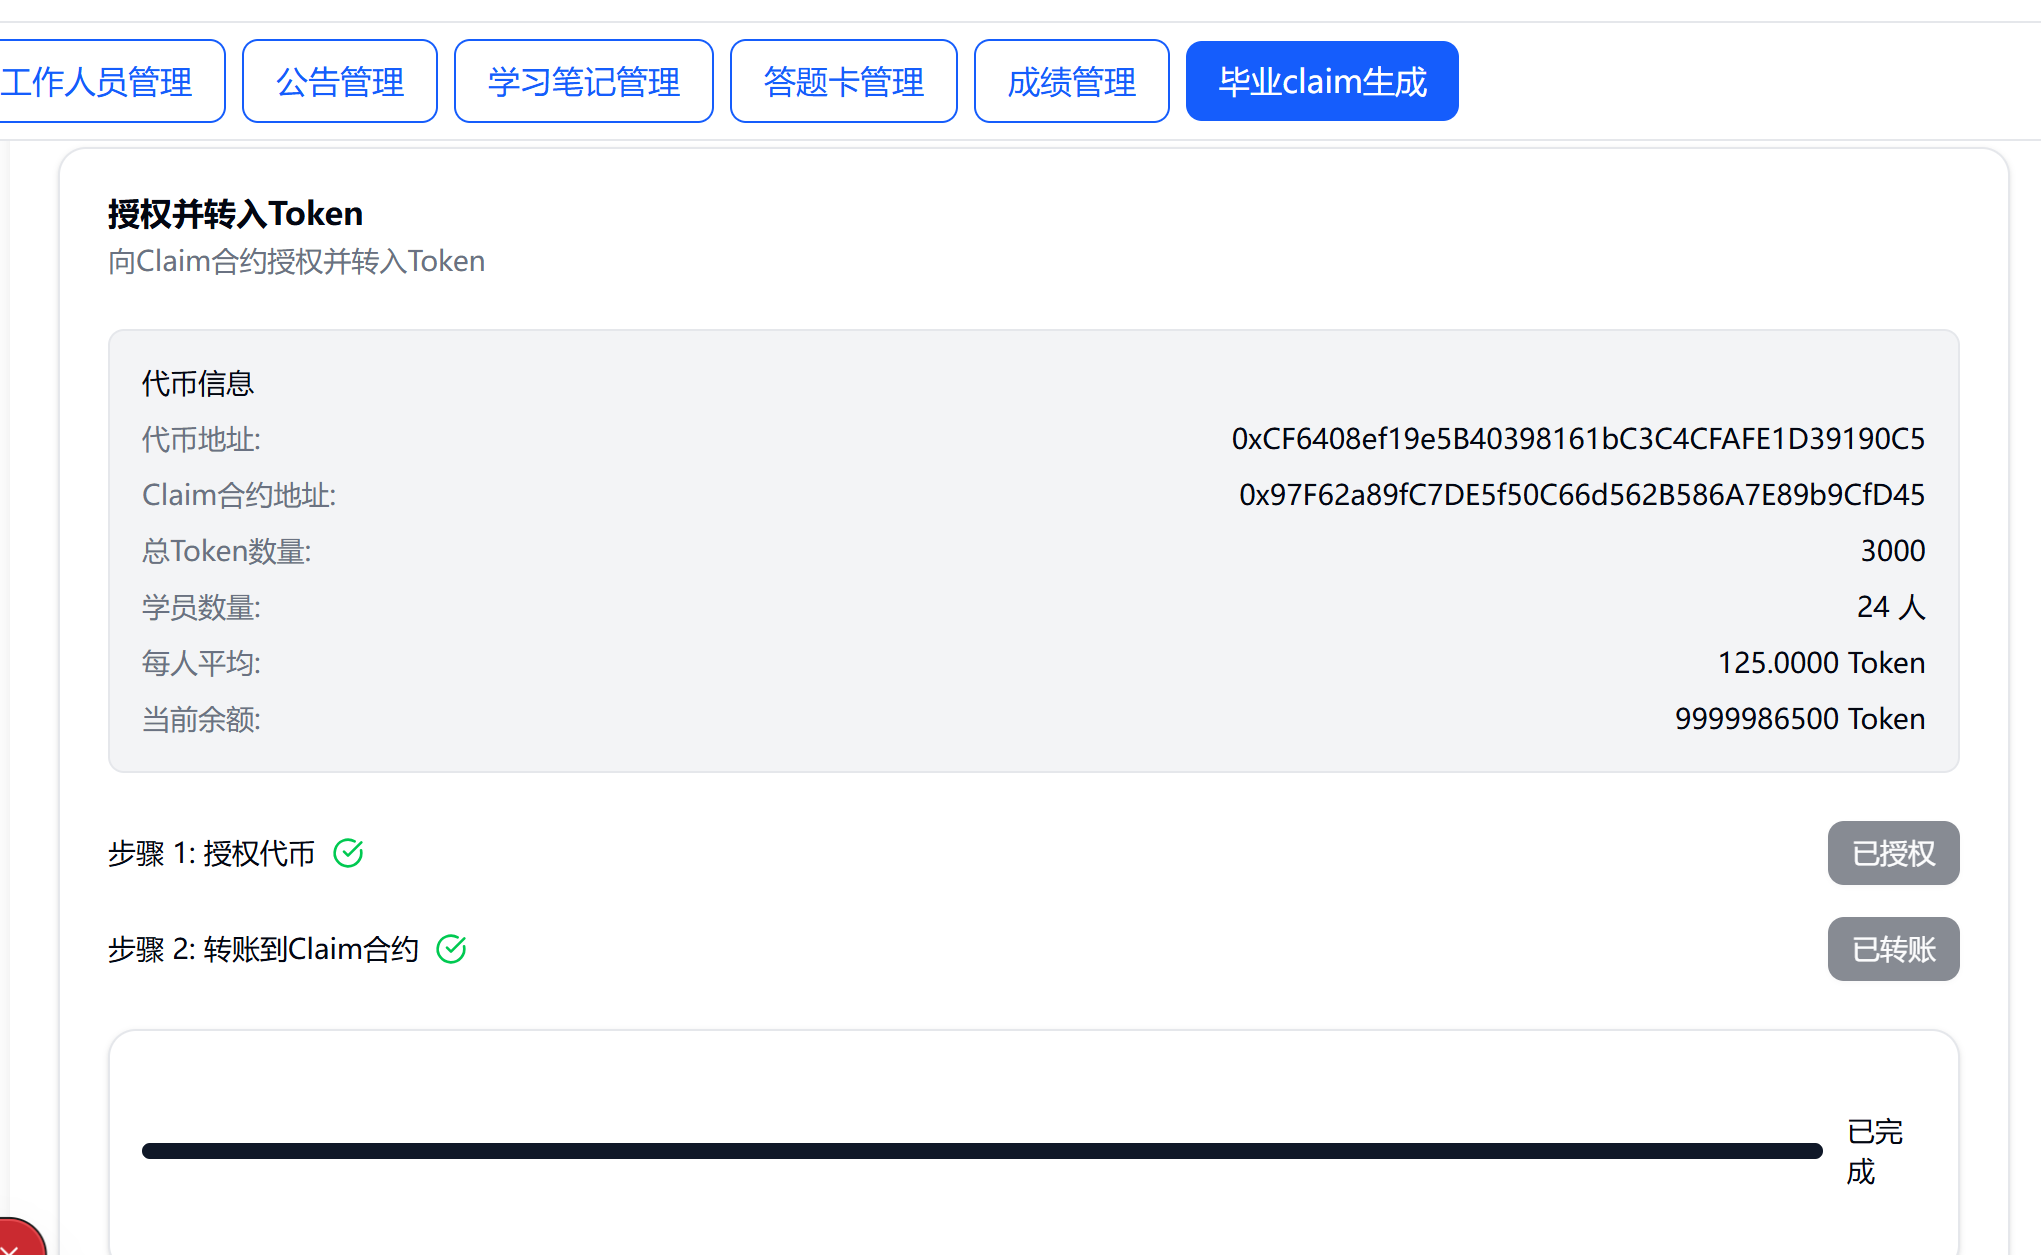 工作人员管理
公告管理
学习笔记管理
答题卡管理
成绩管理
毕业claim生成
授权并转入Token
向Claim合约授权并转入Token
代币信息
代币地址: 0xCF6408ef19e5B40398161bC3C4CFAFE1D39190C5
Claim合约地址: 0x97F62a89fC7DE5f50C66d562B586A7E89b9CfD45
总Token数量: 3000
学员数量: 24 人
每人平均: 125.0000 Token
当前余额: 9999986500 Token
步骤 1: 授权代币 已授权
步骤 2: 转账到Claim合约 已转账
已完
成